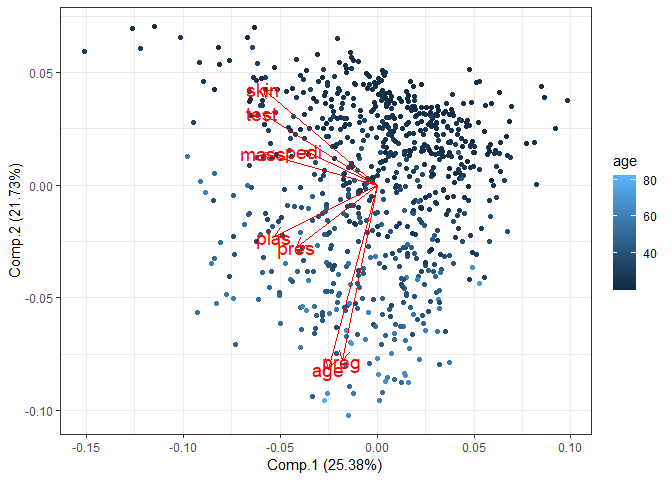 0.05
0.00
-0.05
-0.10
Comp.2 (21.73%)
skin
test
mass
pedi
plas
pres
preg
age
-0.15
-0.10
-0.05
0.00
0.05
0.10
Comp.1 (25.38%)
age
80
60
40